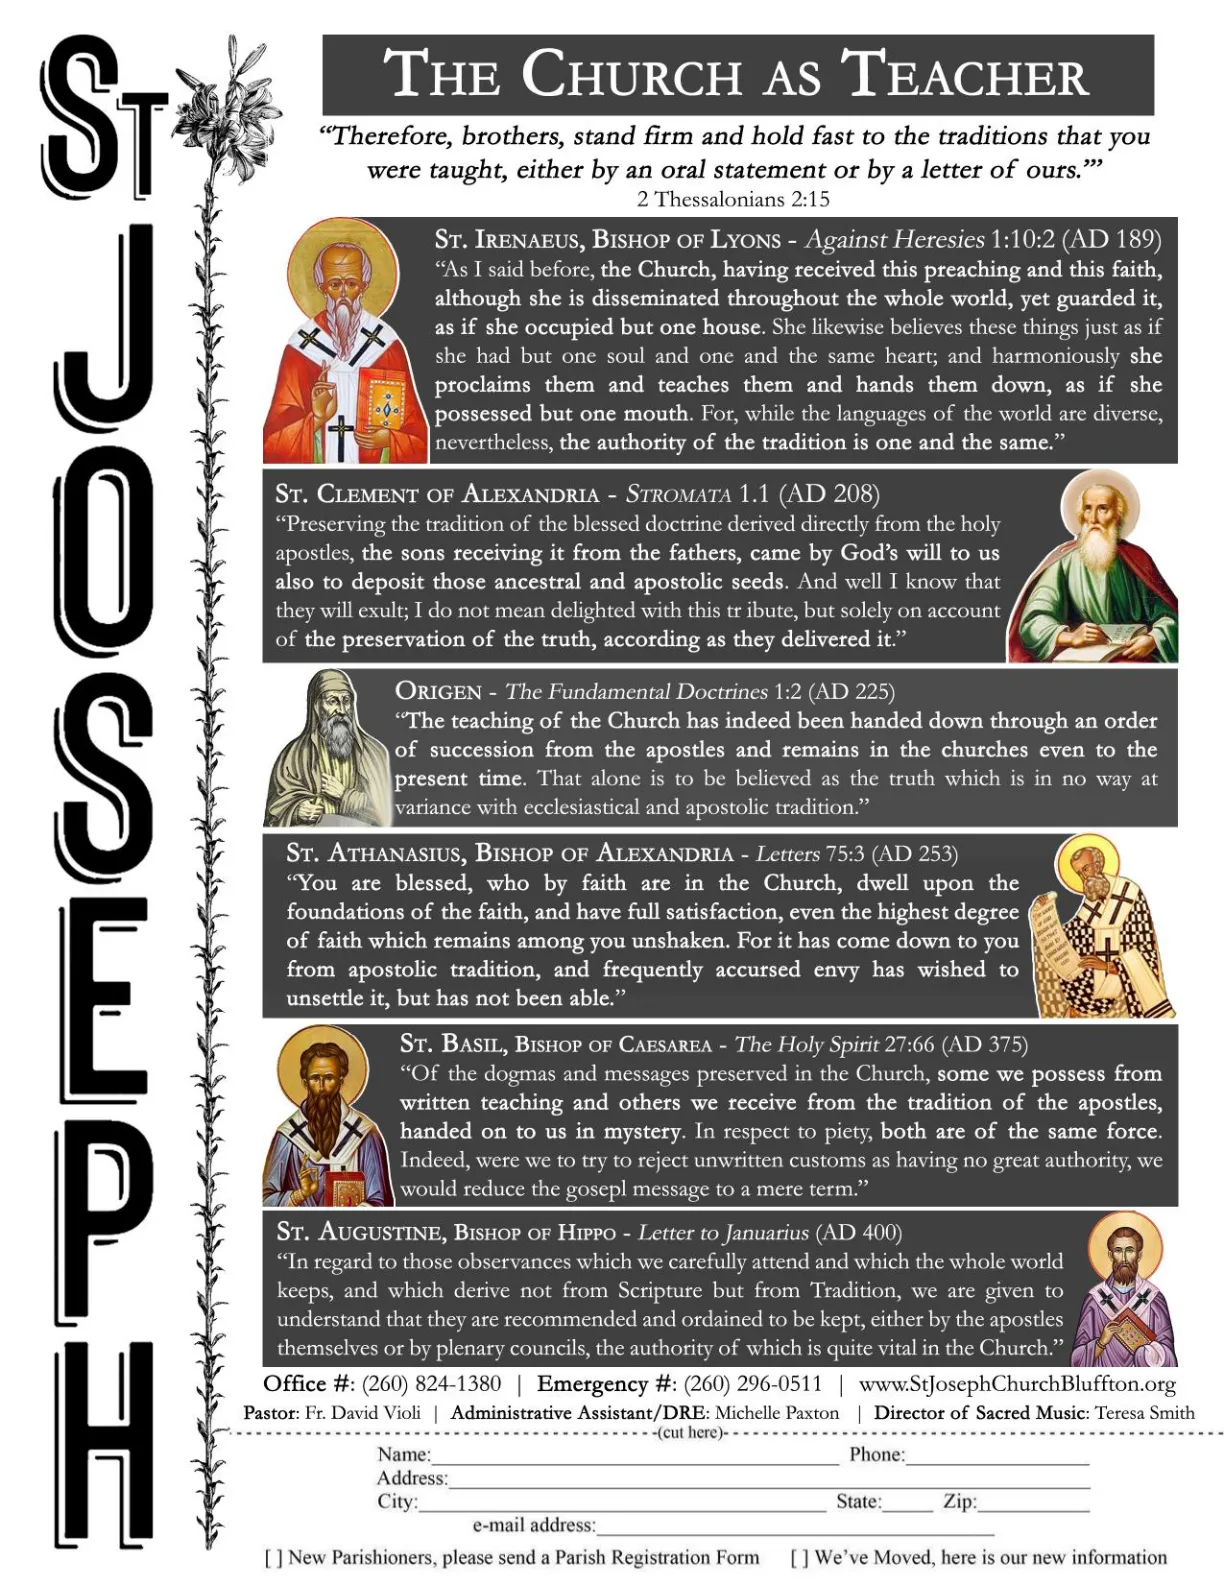 ST JOSEPH
THE CHURCH AS TEACHER
“Therefore, brothers, stand firm and hold fast to the traditions that you
were taught, either by an oral statement or by a letter of ours.”’
2 Thessalonians 2:15
ST. IRENAEUS, BISHOP OF LYONS - Against Heresies 1:10:2 (AD 189)
“As I said before, the Church, having received this preaching and this faith,
although she is disseminated throughout the whole world, yet guarded it,
as if she occupied but one house. She likewise believes these things just as if
she had but one soul and one and the same heart; and harmoniously she
proclaims them and teaches them and hands them down, as if she
possessed but one mouth. For, while the languages of the world are diverse,
nevertheless, the authority of the tradition is one and the same.”
ST. CLEMENT OF ALEXANDRIA - STROMATA 1.1 (AD 208)
“Preserving the tradition of the blessed doctrine derived directly from the holy
apostles, the sons receiving it from the fathers, came by God’s will to us
also to deposit those ancestral and apostolic seeds. And well I know that
they will exult; I do not mean delighted with this tr ibute, but solely on account
of the preservation of the truth, according as they delivered it.”
ORIGEN - The Fundamental Doctrines 1:2 (AD 225)
“The teaching of the Church has indeed been handed down through an order
of succession from the apostles and remains in the churches even to the
present time. That alone is to be believed as the truth which is in no way at
variance with ecclesiastical and apostolic tradition.”
ST. ATHANASIUS, BISHOP OF ALEXANDRIA - Letters 75:3 (AD 253)
“You are blessed, who by faith are in the Church, dwell upon the
foundations of the faith, and have full satisfaction, even the highest degree
of faith which remains among you unshaken. For it has come down to you
from apostolic tradition, and frequently accursed envy has wished to
unsettle it, but has not been able.”
ST. BASIL, BISHOP OF CAESAREA - The Holy Spirit 27:66 (AD 375)
“Of the dogmas and messages preserved in the Church, some we possess from
written teaching and others we receive from the tradition of the apostles,
handed on to us in mystery. In respect to piety, both are of the same force.
Indeed, were we to try to reject unwritten customs as having no great authority, we
would reduce the gosepl message to a mere term.”
ST. AUGUSTINE, BISHOP OF HIPPO - Letter to Januarius (AD 400)
“In regard to those observances which we carefully attend and which the whole world
keeps, and which derive not from Scripture but from Tradition, we are given to
understand that they are recommended and ordained to be kept, either by the apostles
themselves or by plenary councils, the authority of which is quite vital in the Church.”
Office #: (260) 824-1380 | Emergency #: (260) 296-0511 | www.StJosephChurchBluffton.org
Pastor: Fr. David Violi | Administrative Assistant/DRE: Michelle Paxton | Director of Sacred Music: Teresa Smith
(cut here)
Name: Phone:
Address:
City: State: Zip:
e-mail address:
[ ] New Parishioners, please send a Parish Registration Form [ ] We’ve Moved, here is our new information